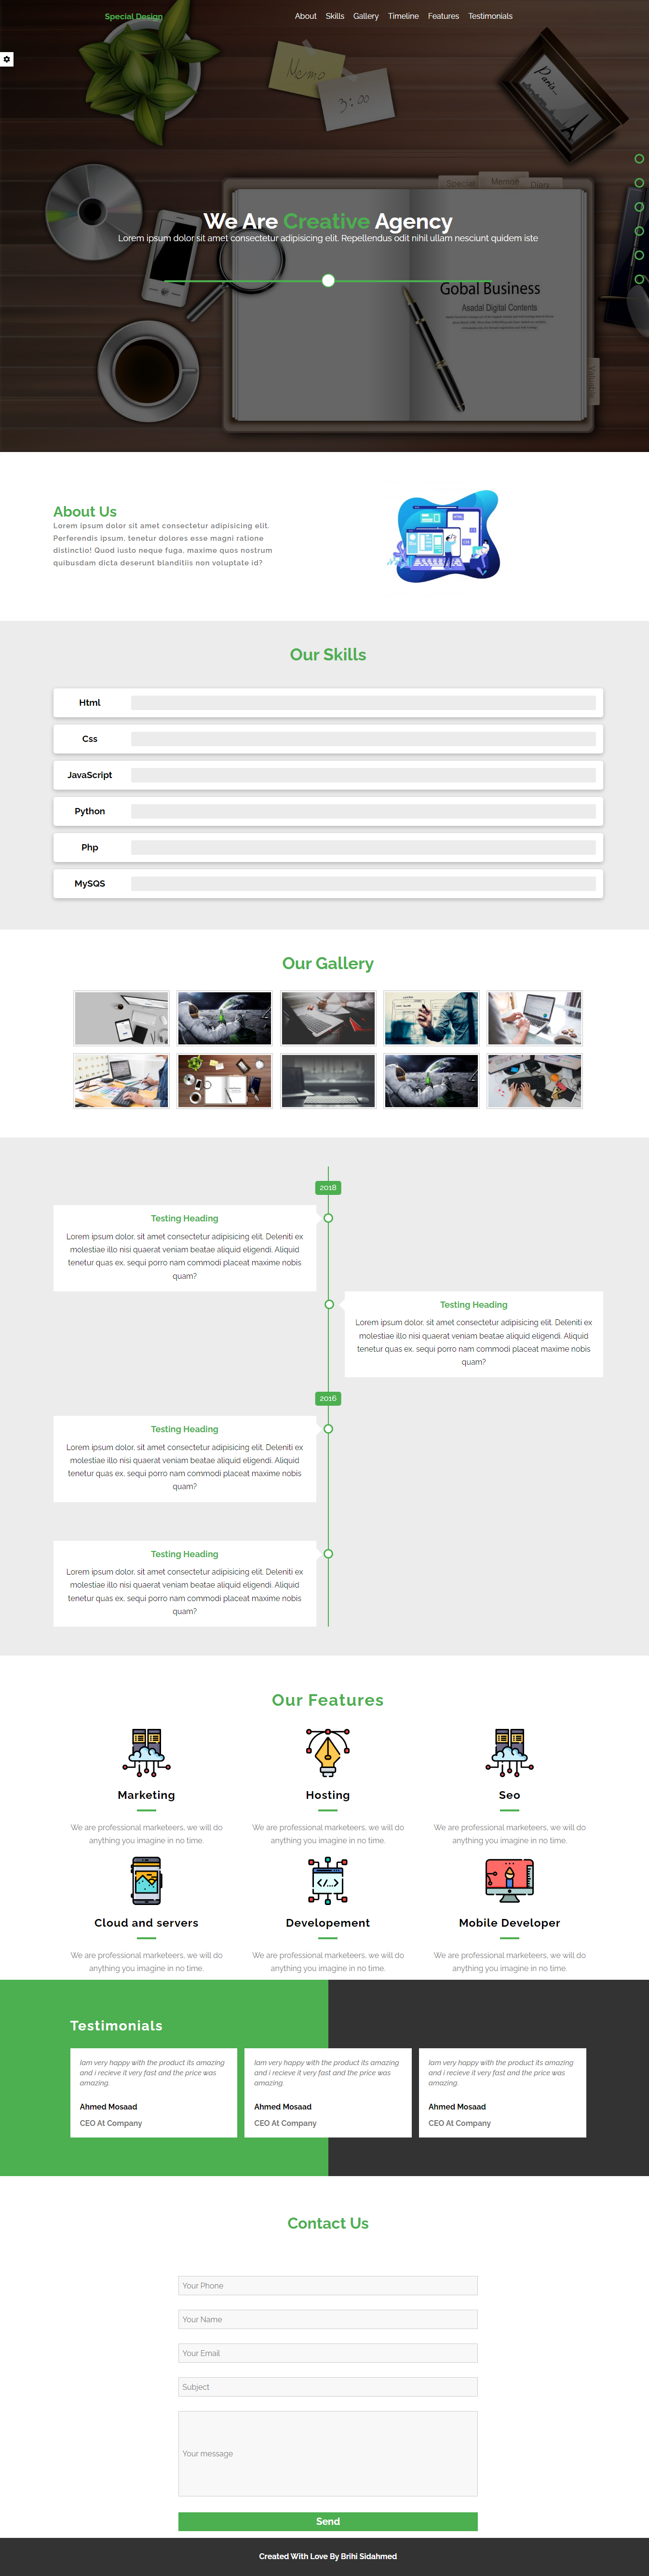 Special Design
About Skills Gallery Timeline Features Testimonials
Memo
3:00
Paris...
Special Memoir Diary
We Are Creative Agency
Lorem ipsum dolor sit amet consectetur adipisicing elit. Repellendus odit nihil ullam nesciunt quidem iste
Gobal Business
Asadal Digital Contents
About Us
Lorem ipsum dolor sit amet consectetur adipisicing elit.
Perferendis ipsum, tenetur dolores esse magni ratione
distinctio! Quod iusto neque fuga, maxime quos nostrum
quibusdam dicta deserunt blanditiis non voluptate id?
Our Skills
Html
Css
JavaScript
Python
Php
MySQS
Our Gallery
2018
Testing Heading
Lorem ipsum dolor, sit amet consectetur adipisicing elit. Deleniti ex
molestiae illo nisi quaerat veniam beatae aliquid eligendi. Aliquid
tenetur quas ex, sequi porro nam commodi placeat maxime nobis
quam?
Testing Heading
Lorem ipsum dolor, sit amet consectetur adipisicing elit. Deleniti ex
molestiae illo nisi quaerat veniam beatae aliquid eligendi. Aliquid
tenetur quas ex, sequi porro nam commodi placeat maxime nobis
quam?
2016
Testing Heading
Lorem ipsum dolor, sit amet consectetur adipisicing elit. Deleniti ex
molestiae illo nisi quaerat veniam beatae aliquid eligendi. Aliquid
tenetur quas ex, sequi porro nam commodi placeat maxime nobis
quam?
Testing Heading
Lorem ipsum dolor, sit amet consectetur adipisicing elit. Deleniti ex
molestiae illo nisi quaerat veniam beatae aliquid eligendi. Aliquid
tenetur quas ex, sequi porro nam commodi placeat maxime nobis
quam?
Our Features
Marketing
We are professional marketeers, we will do
anything you imagine in no time.
Hosting
We are professional marketeers, we will do
anything you imagine in no time.
Seo
We are professional marketeers, we will do
anything you imagine in no time.
Cloud and servers
We are professional marketeers, we will do
anything you imagine in no time.
Developement
We are professional marketeers, we will do
anything you imagine in no time.
Mobile Developer
We are professional marketeers, we will do
anything you imagine in no time.
Testimonials
Iam very happy with the product its amazing
and i recieve it very fast and the price was
amazing.
Ahmed Mosaad
CEO At Company
Iam very happy with the product its amazing
and i recieve it very fast and the price was
amazing.
Ahmed Mosaad
CEO At Company
Iam very happy with the product its amazing
and i recieve it very fast and the price was
amazing.
Ahmed Mosaad
CEO At Company
Contact Us
Your Phone
Your Name
Your Email
Subject
Your message
Send
Created With Love By Brihi Sidahmed